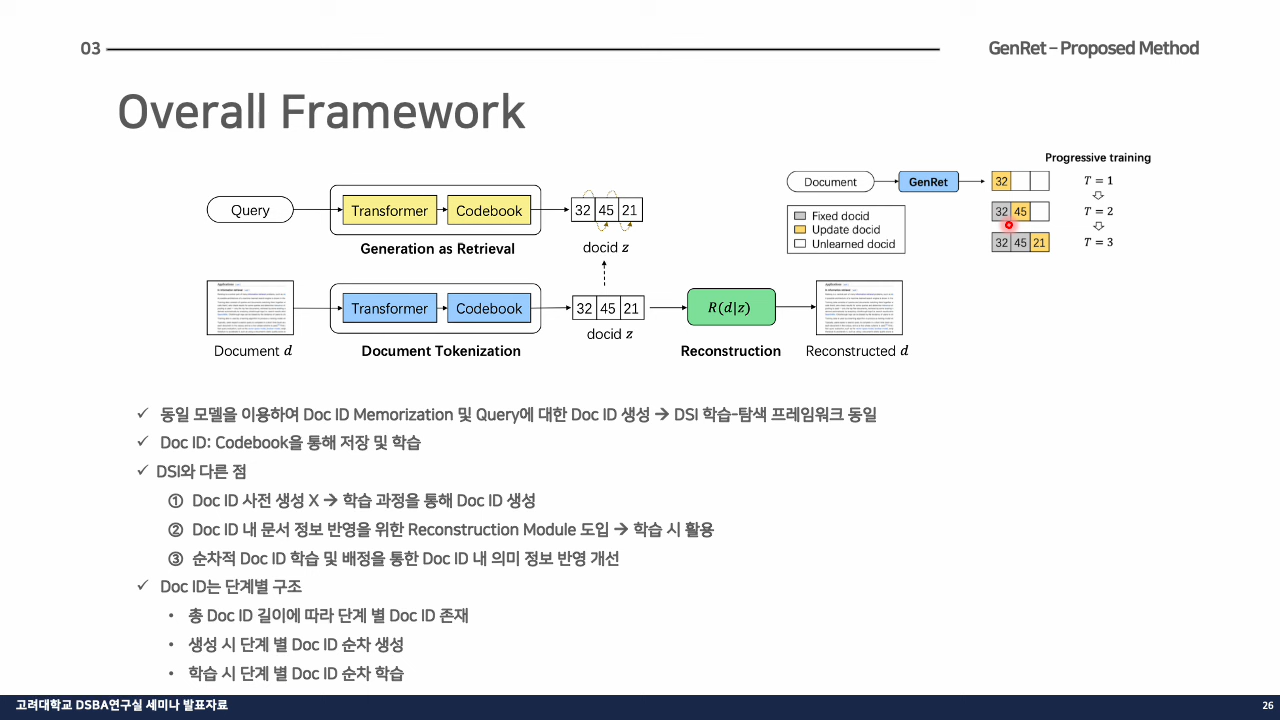 03
GenRet – Proposed Method
Overall Framework
Progressive training
Document
GenRet
32
T = 1
Fixed docid
Update docid
Unlearned docid
32 45
T = 2
32 45 21
T = 3
Query
Transformer
Codebook
32 45 21
Generation as Retrieval
docid z
Transformer
Codebook
32 45 21
R(d|z)
docid z
Document d
Document Tokenization
Reconstruction
Reconstructed d
✓ 동일 모델을 이용하여 Doc ID Memorization 및 Query에 대한 Doc ID 생성 → DSI 학습-탐색 프레임워크 동일
✓ Doc ID: Codebook을 통해 저장 및 학습
✓ DSI와 다른 점
① Doc ID 사전 생성 X → 학습 과정을 통해 Doc ID 생성
② Doc ID 내 문서 정보 반영을 위한 Reconstruction Module 도입 → 학습 시 활용
③ 순차적 Doc ID 학습 및 배정을 통한 Doc ID 내 의미 정보 반영 개선
✓ Doc ID는 단계별 구조
• 총 Doc ID 길이에 따라 단계 별 Doc ID 존재
• 생성 시 단계 별 Doc ID 순차 생성
• 학습 시 단계 별 Doc ID 순차 학습
고려대학교 DSBA연구실 세미나 발표자료
26